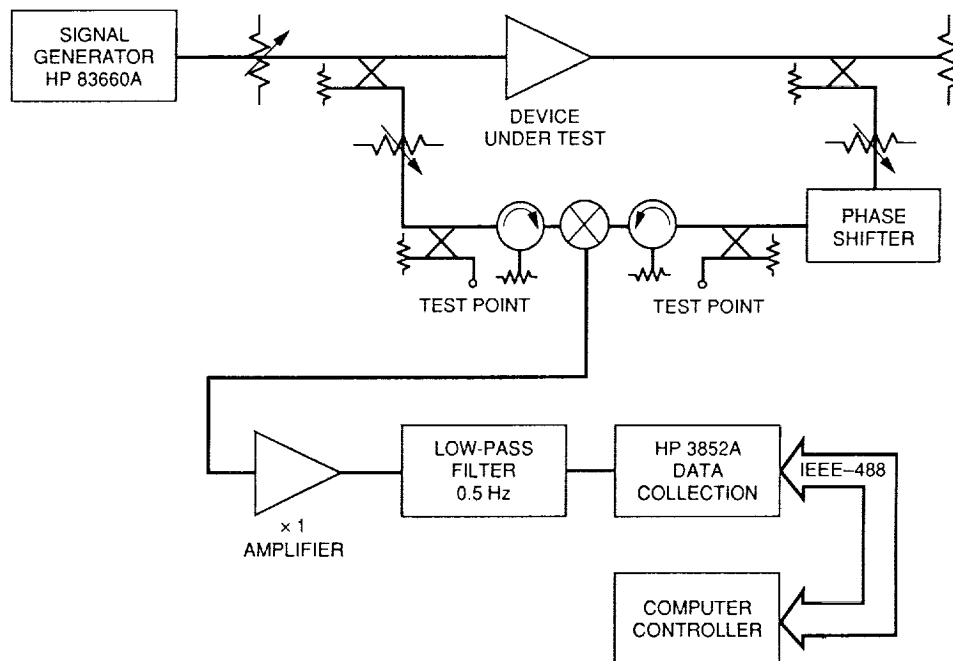 SIGNAL
GENERATOR
HP 83660A
DEVICE
UNDER TEST
PHASE
SHIFTER
TEST POINT
TEST POINT
× 1
AMPLIFIER
LOW-PASS
FILTER
0.5 Hz
HP 3852A
DATA
COLLECTION
IEEE–488
COMPUTER
CONTROLLER